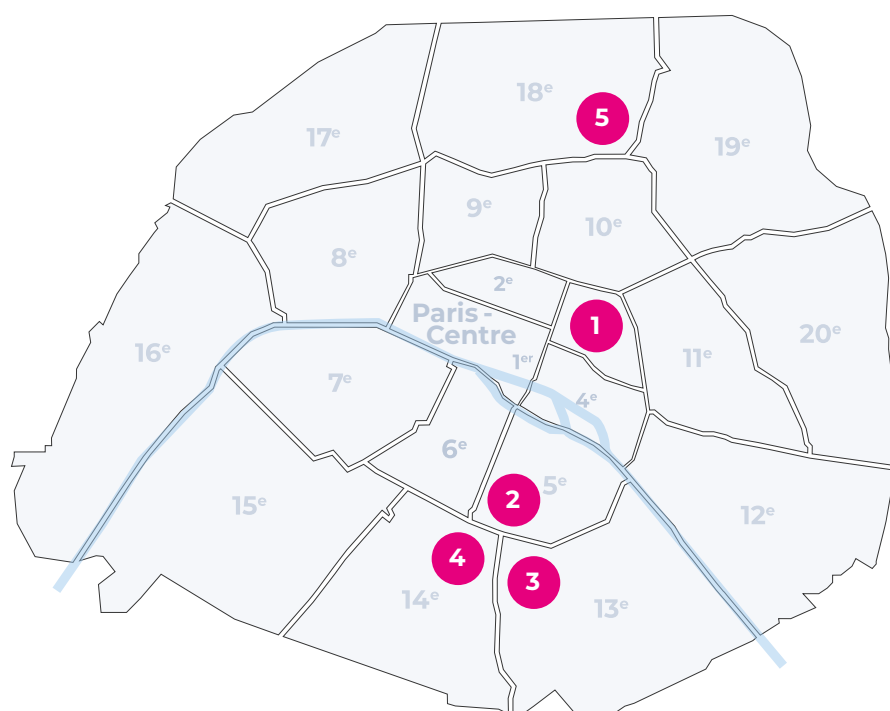 18ᵉ
5
17ᵉ
19ᵉ
9ᵉ
10ᵉ
8ᵉ
2ᵉ
Paris -
Centre
1
16ᵉ
20ᵉ
11ᵉ
1ᵉʳ
7ᵉ
4ᵉ
6ᵉ
5ᵉ
2
15ᵉ
12ᵉ
4
3
14ᵉ
13ᵉ